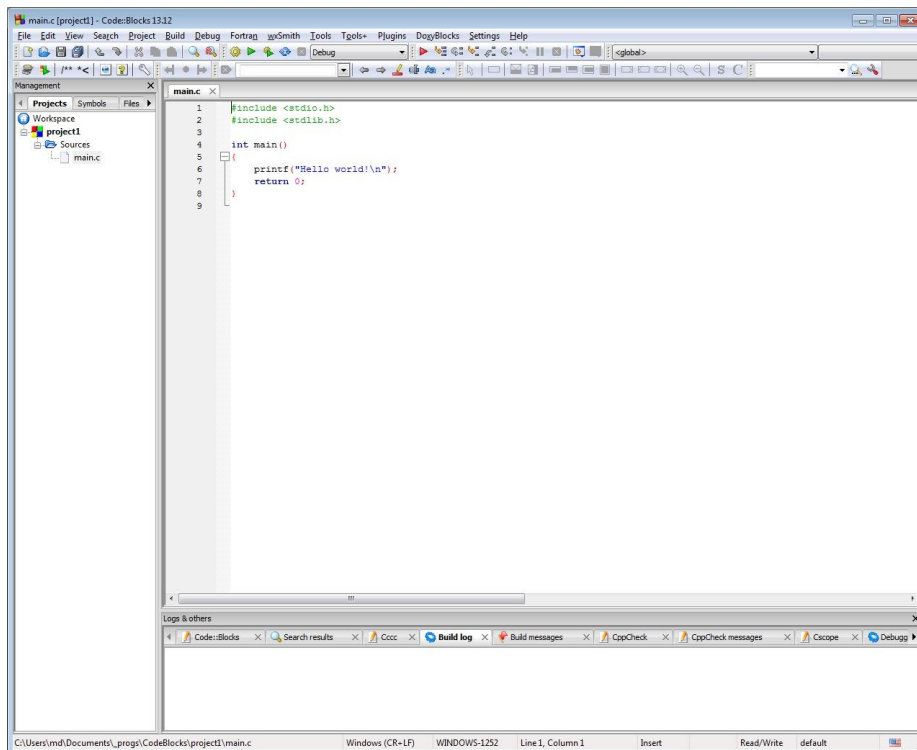 main.c [project1] - Code::Blocks 13.12
File Edit View Search Project Build Debug Fortran wxSmith Tools Tools+ Plugins DoxyBlocks Settings Help
Debug <global>
/** *< S C
Management
Projects Symbols Files
Workspace
project1
Sources
main.c
main.c
1 #include <stdio.h>
2 #include <stdlib.h>
3
4 int main()
5 {
6 printf("Hello world!\n");
7 return 0;
8 }
9
Logs & others
Code::Blocks Search results Cccc Build log Build messages CppCheck CppCheck messages Cscope Debugg
C:\Users\md\Documents\_progs\CodeBlocks\project1\main.c Windows (CR+LF) WINDOWS-1252 Line 1, Column 1 Insert Read/Write default